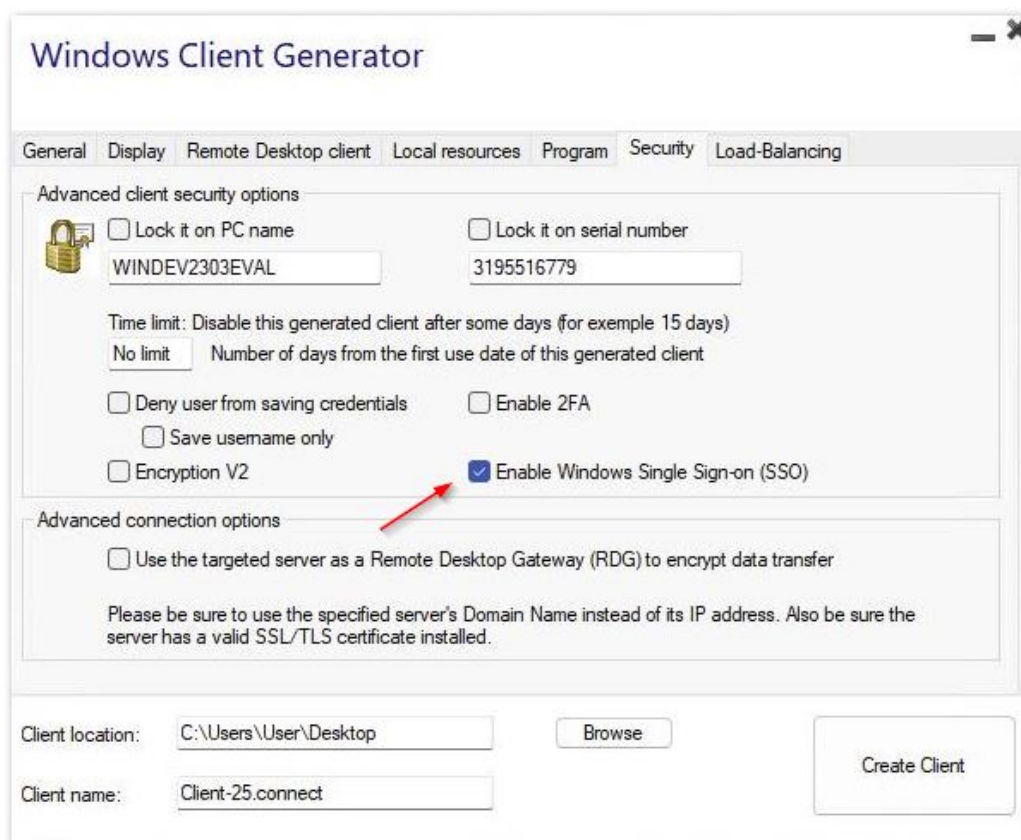 Windows Client Generator
General Display Remote Desktop client Local resources Program Security Load-Balancing
Advanced client security options
Lock it on PC name Lock it on serial number
WINDEV2303EVAL 3195516779
Time limit: Disable this generated client after some days (for exemple 15 days)
No limit Number of days from the first use date of this generated client
Deny user from saving credentials Enable 2FA
Save username only
Encryption V2 Enable Windows Single Sign-on (SSO)
Advanced connection options
Use the targeted server as a Remote Desktop Gateway (RDG) to encrypt data transfer
Please be sure to use the specified server's Domain Name instead of its IP address. Also be sure the
server has a valid SSL/TLS certificate installed.
Client location: C:\Users\User\Desktop Browse
Create Client
Client name: Client-25.connect